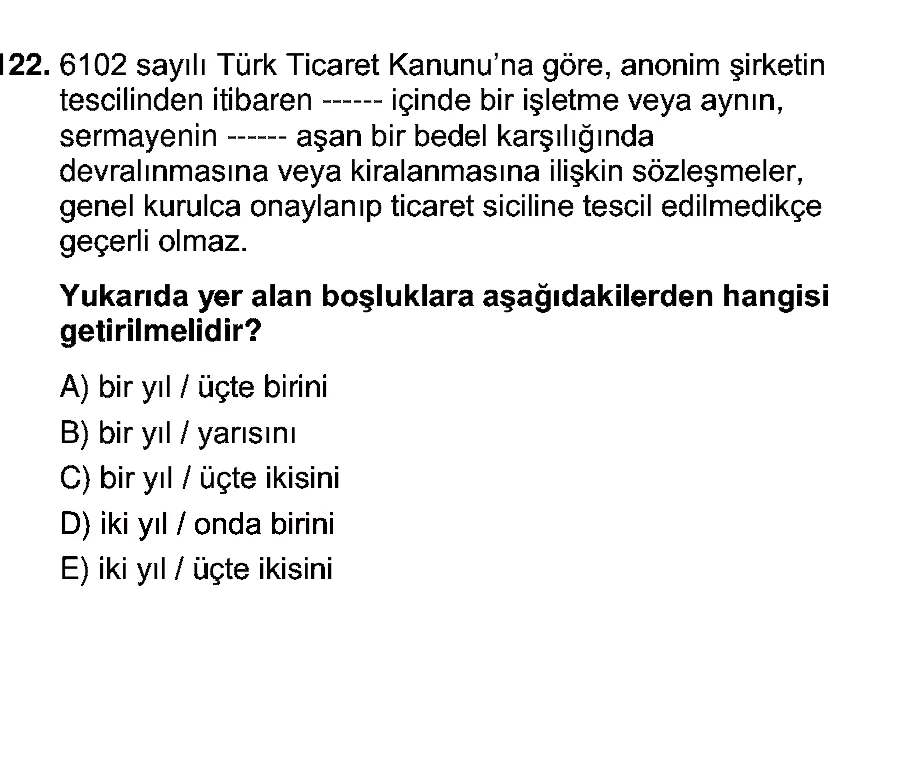 122. 6102 sayılı Türk Ticaret Kanunu’na göre, anonim şirketin
tescilinden itibaren ------ içinde bir işletme veya aynın,
sermayenin ------ aşan bir bedel karşılığında
devralınmasına veya kiralanmasına ilişkin sözleşmeler,
genel kurulca onaylanıp ticaret siciline tescil edilmedikçe
geçerli olmaz.
Yukarıda yer alan boşluklara aşağıdakilerden hangisi
getirilmelidir?
A) bir yıl / üçte birini
B) bir yıl / yarısını
C) bir yıl / üçte ikisini
D) iki yıl / onda birini
E) iki yıl / üçte ikisini